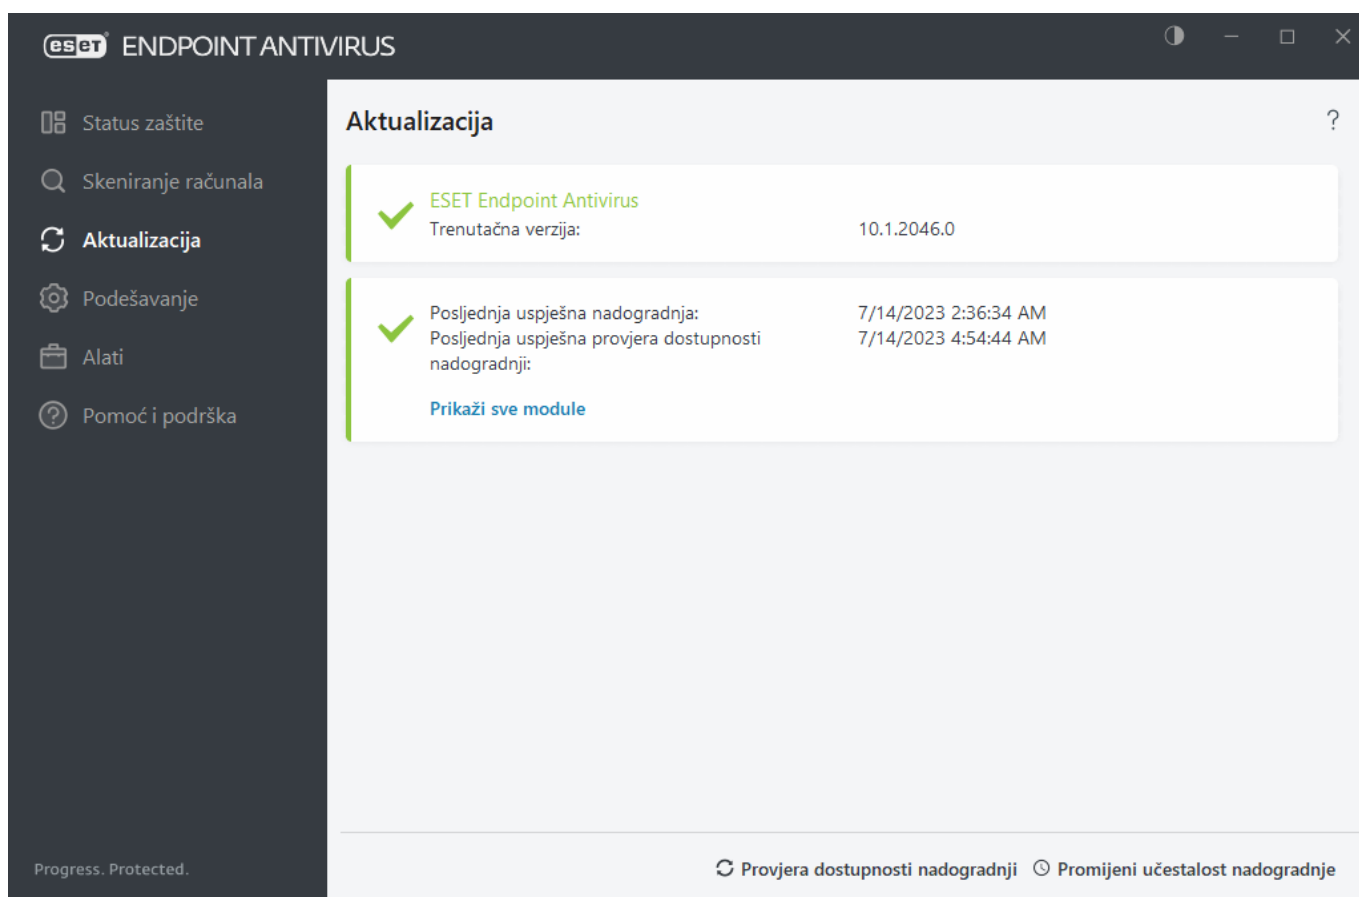 eset ENDPOINT ANTIVIRUS
Status zaštite
Skeniranje računala
Aktualizacija
Podešavanje
Alati
Pomoć i podrška
Progress. Protected.
Aktualizacija
?
ESET Endpoint Antivirus
Trenutačna verzija: 10.1.2046.0
Posljednja uspješna nadogradnja: 7/14/2023 2:36:34 AM
Posljednja uspješna provjera dostupnosti 7/14/2023 4:54:44 AM
nadogradnji:
Prikaži sve module
Provjera dostupnosti nadogradnji Promijeni učestalost nadogradnje